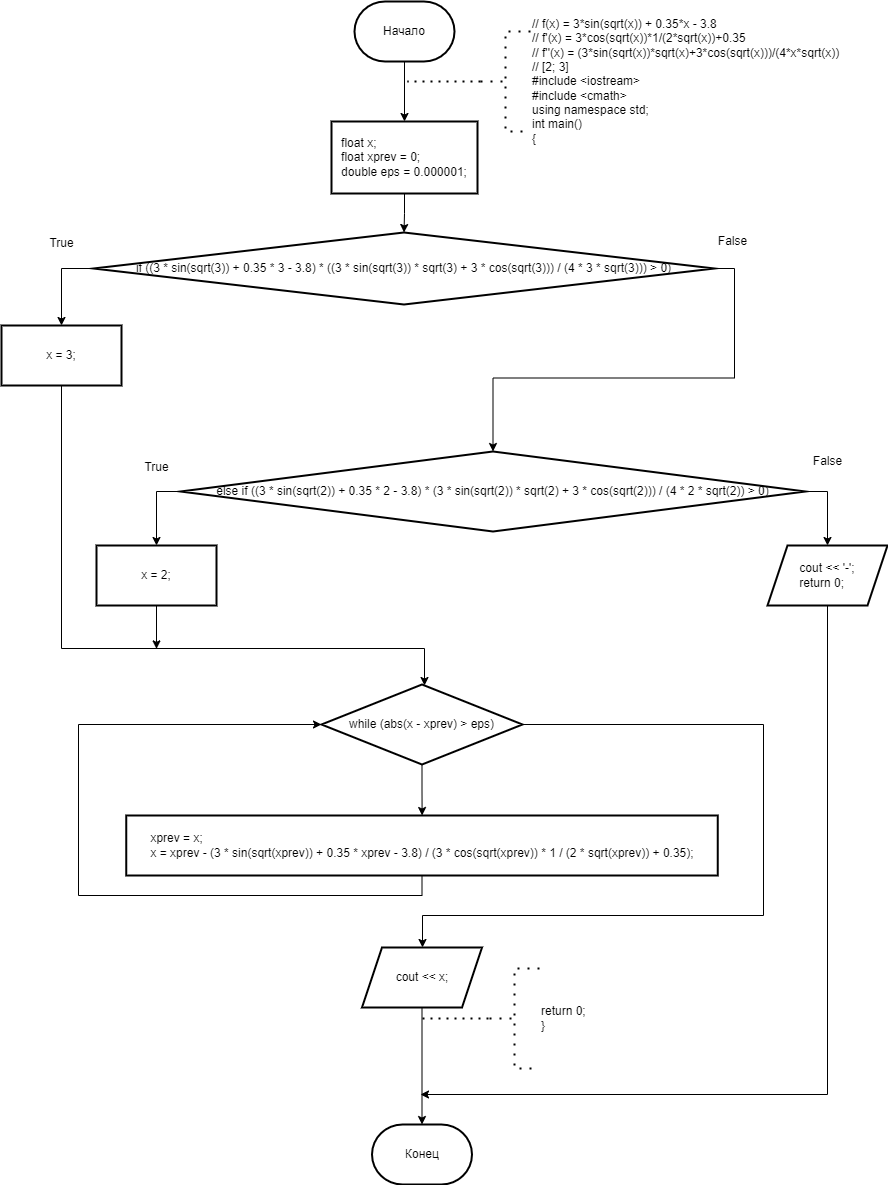 Начало
// f(x) = 3*sin(sqrt(x)) + 0.35*x - 3.8
// f'(x) = 3*cos(sqrt(x))*1/(2*sqrt(x))+0.35
// f''(x) = (3*sin(sqrt(x))*sqrt(x)+3*cos(sqrt(x)))/(4*x*sqrt(x))
// [2; 3]
#include <iostream>
#include <cmath>
using namespace std;
int main()
{
float x;
float xprev = 0;
double eps = 0.000001;
True
False
if ((3 * sin(sqrt(3)) + 0.35 * 3 - 3.8) * ((3 * sin(sqrt(3)) * sqrt(3) + 3 * cos(sqrt(3))) / (4 * 3 * sqrt(3))) > 0)
x = 3;
True
False
else if ((3 * sin(sqrt(2)) + 0.35 * 2 - 3.8) * (3 * sin(sqrt(2)) * sqrt(2) + 3 * cos(sqrt(2))) / (4 * 2 * sqrt(2)) > 0)
x = 2;
cout << '-';
return 0;
while (abs(x - xprev) > eps)
xprev = x;
x = xprev - (3 * sin(sqrt(xprev)) + 0.35 * xprev - 3.8) / (3 * cos(sqrt(xprev)) * 1 / (2 * sqrt(xprev)) + 0.35);
cout << x;
return 0;
}
Конец